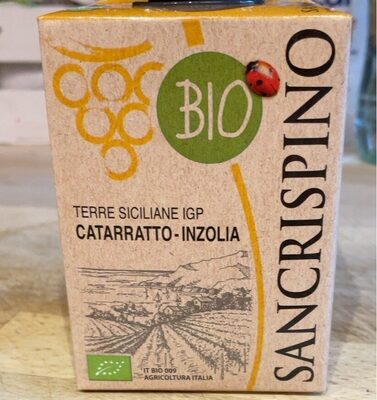 BIO
SANCRISPINO
TERRE SICILIANE IGP
CATARRATTO-INZOLIA
IT BIO 009
AGRICOLTURA ITALIA